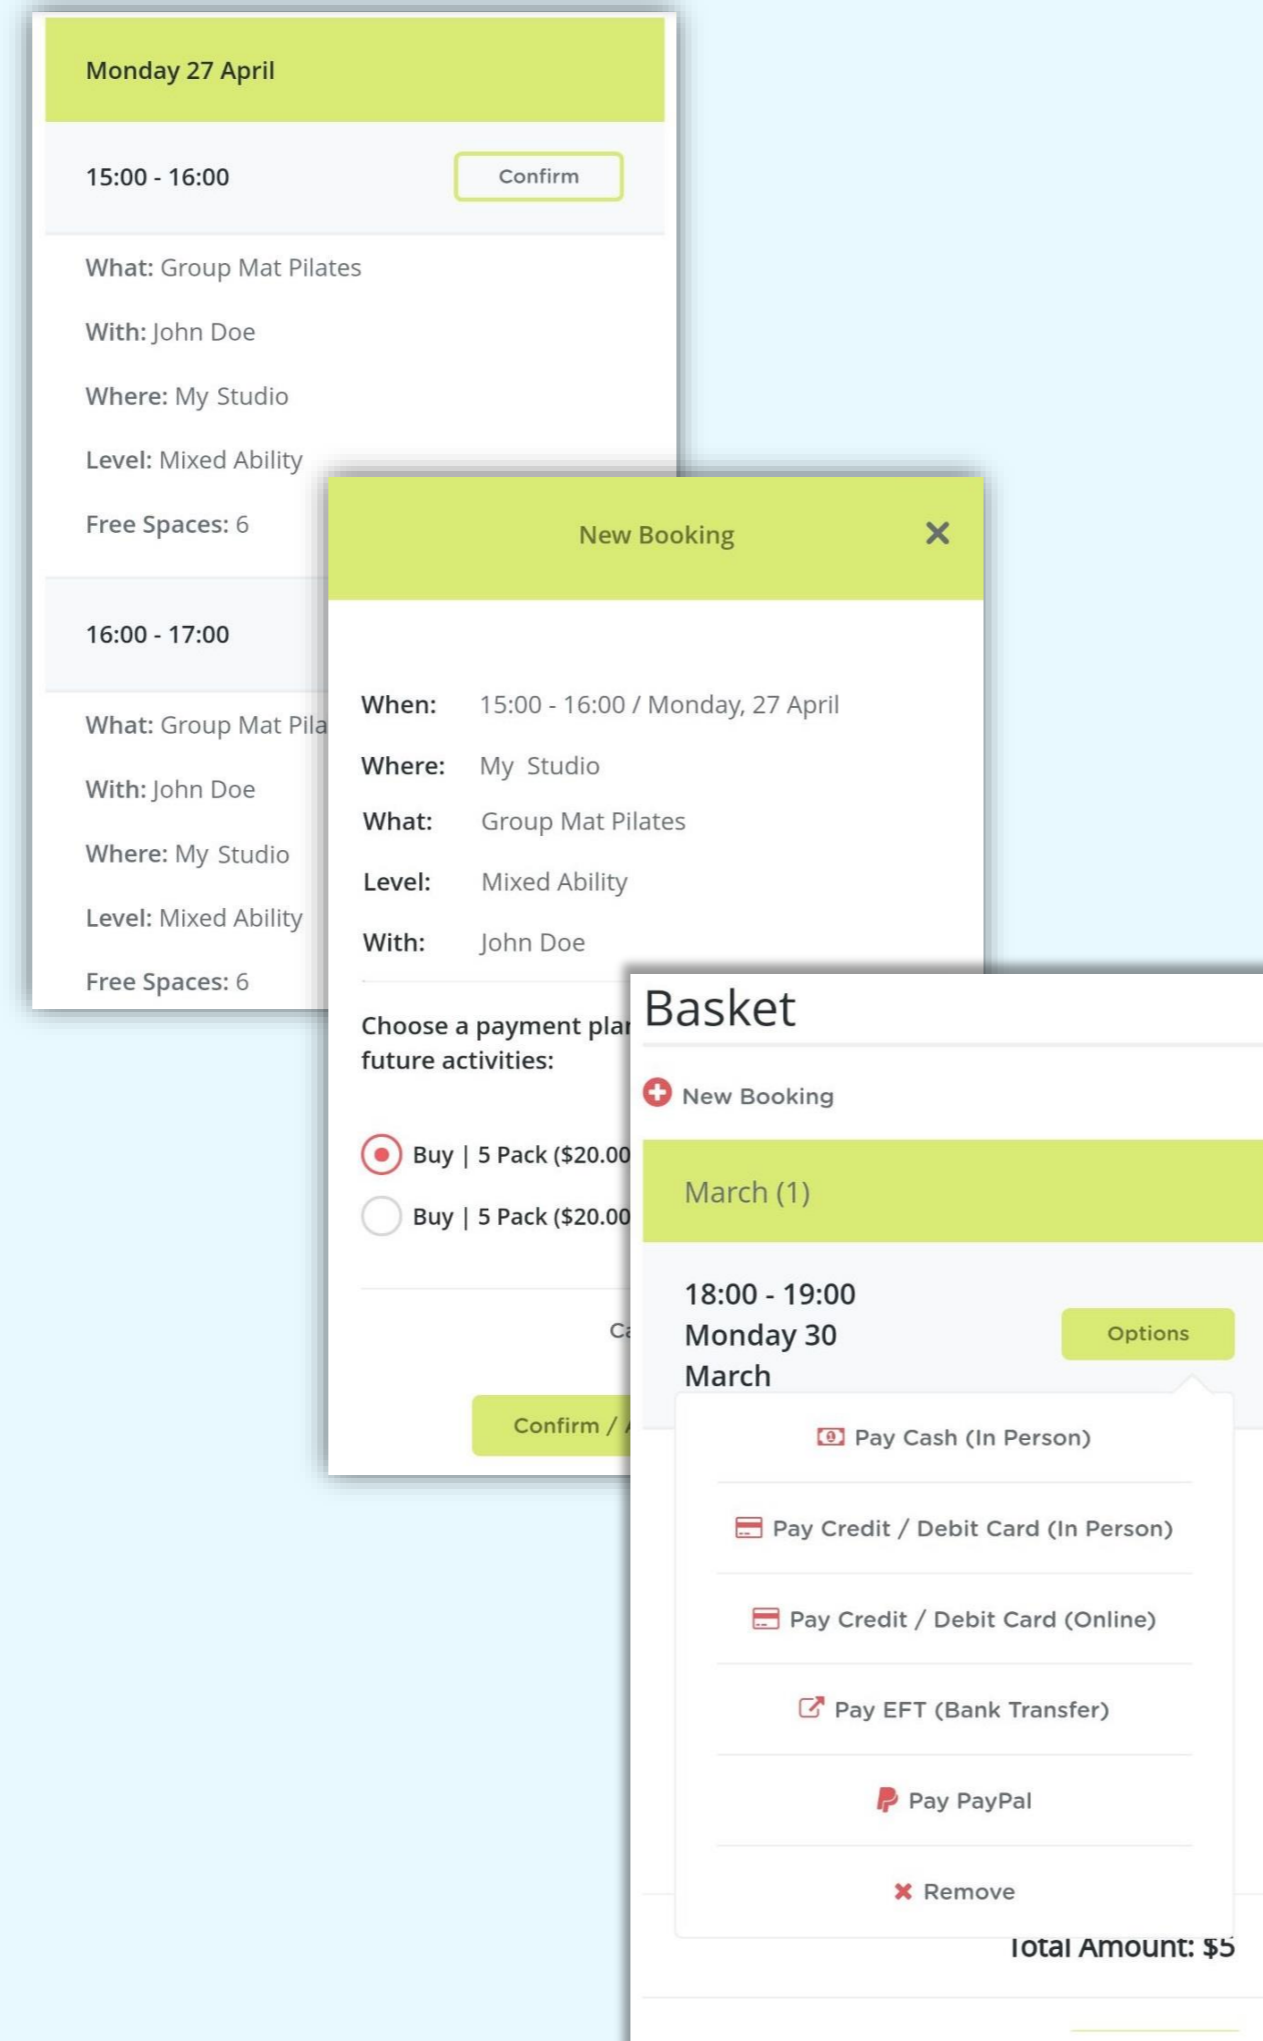 Monday 27 April
15:00 - 16:00
Confirm
What: Group Mat Pilates
With: John Doe
Where: My Studio
Level: Mixed Ability
Free Spaces: 6
16:00 - 17:00
What: Group Mat
With: John Doe
Where: My Studio
Level: Mixed Ability
Free Spaces: 6
New Booking
When: 15:00 - 16:00 / Monday, 27 April
Where: My Studio
What: Group Mat Pilates
Level: Mixed Ability
With: John Doe
Choose a payment
future activities:
Buy | 5 Pack ($20.00
Buy | 5 Pack ($20.00
Confirm /
Basket
New Booking
March (1)
18:00 - 19:00
Monday 30
March
Options
Pay Cash (In Person)
Pay Credit / Debit Card (In Person)
Pay Credit / Debit Card (Online)
Pay EFT (Bank Transfer)
Pay PayPal
Remove
Total Amount: $5